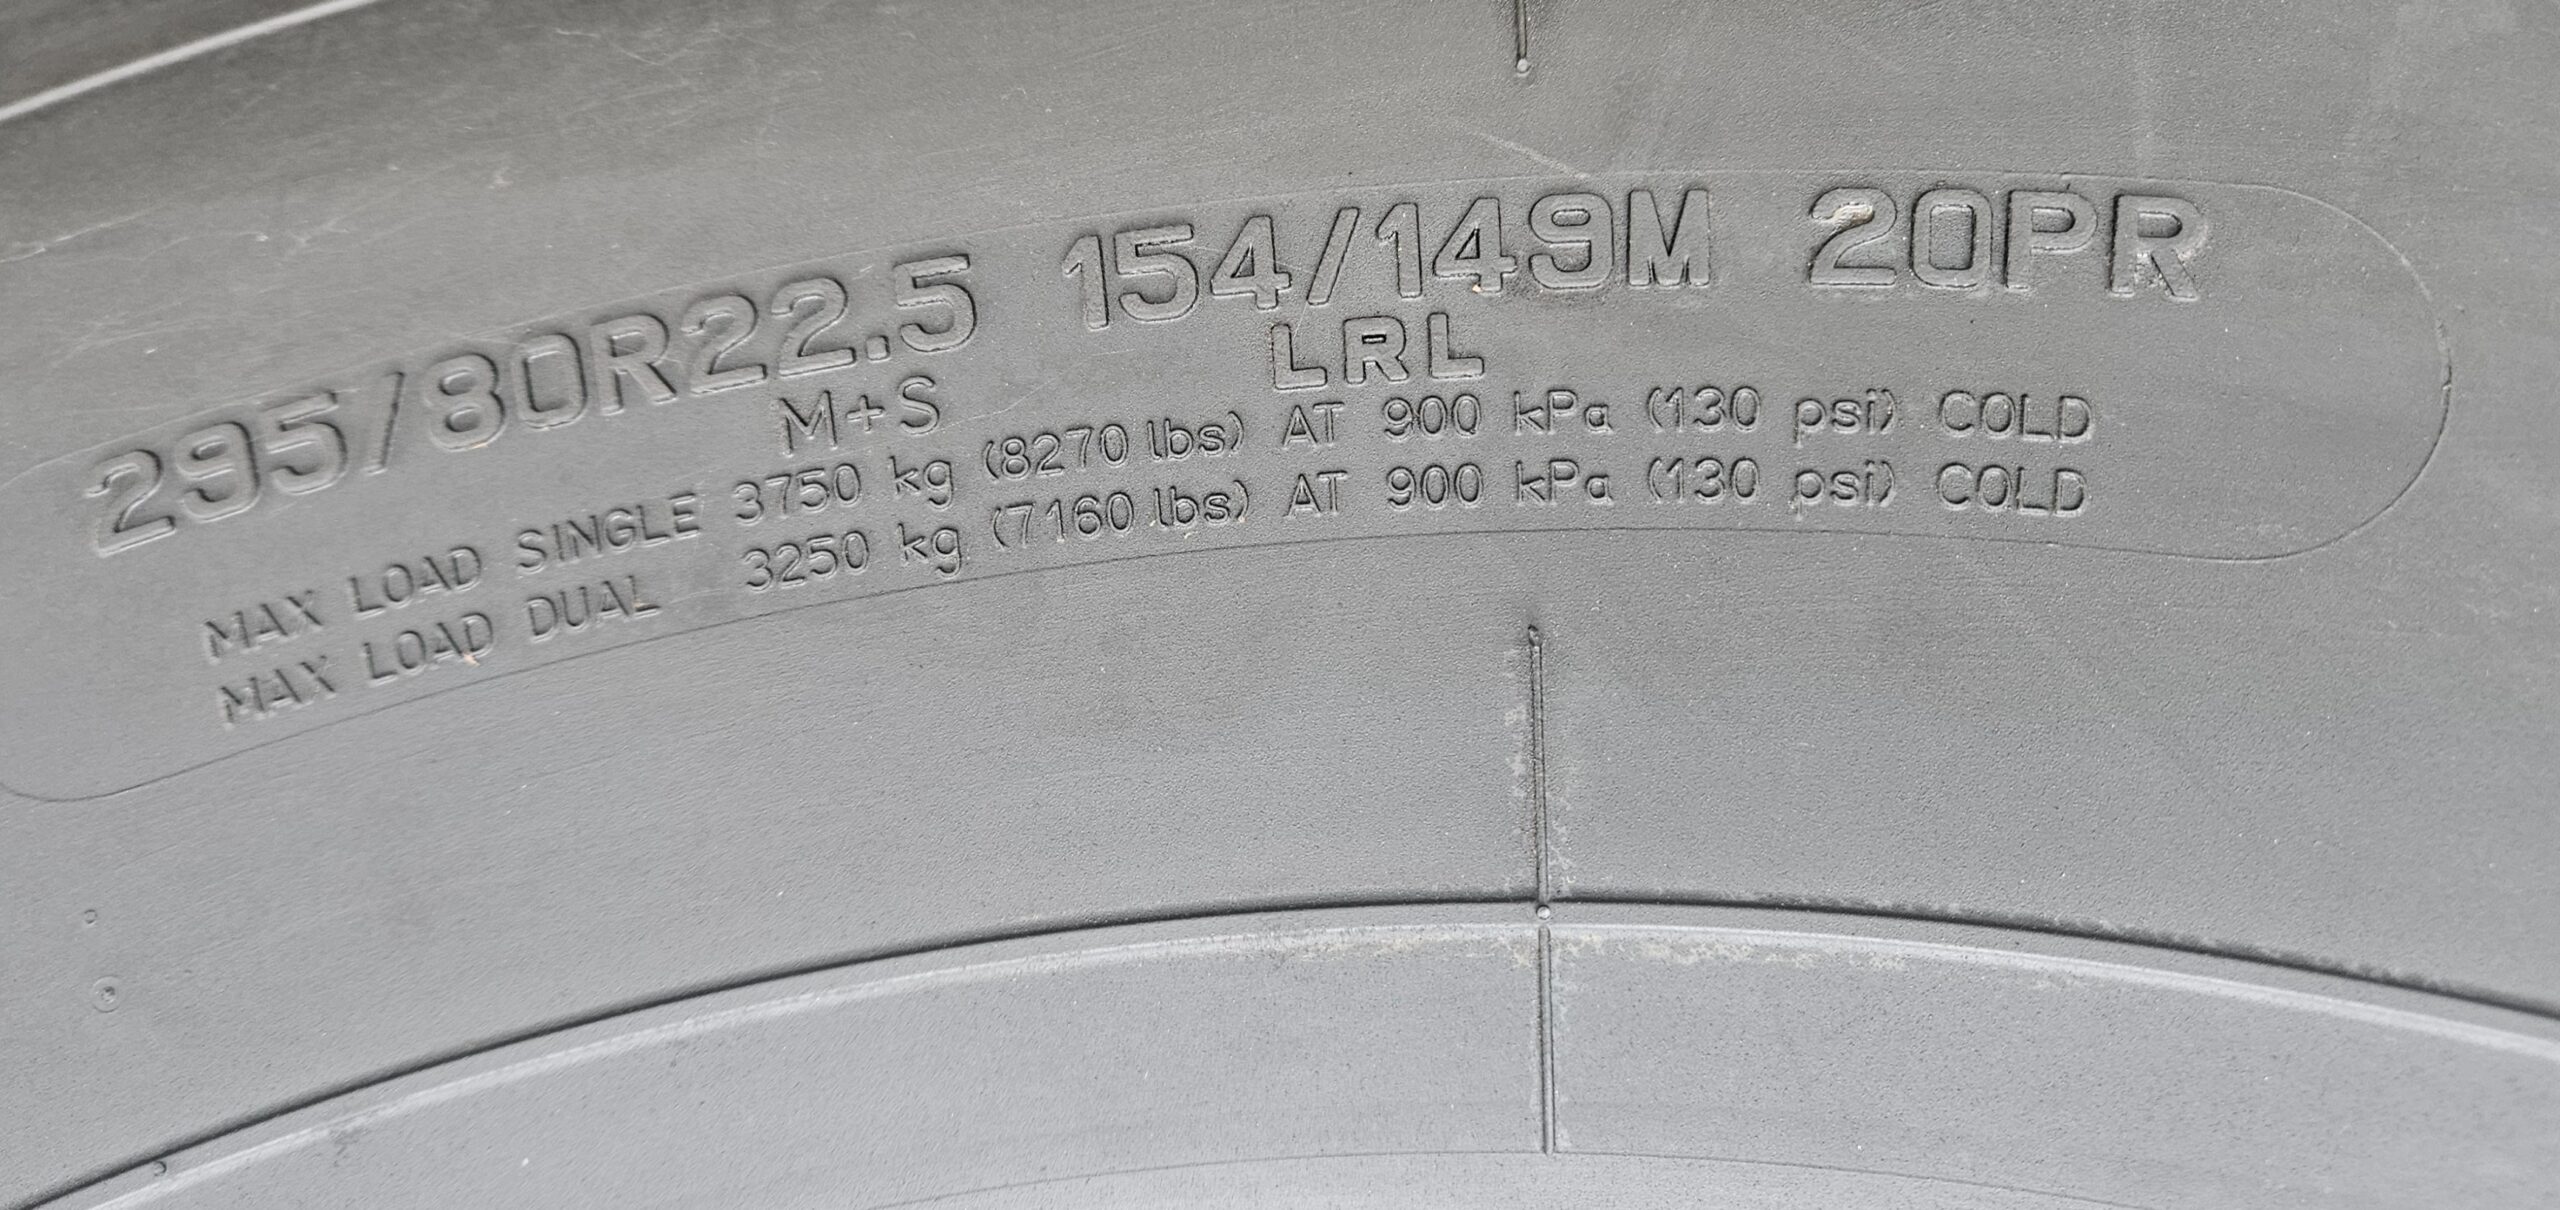 295/80R22.5 154/149M 20PR
M+S LRL
MAX LOAD SINGLE 3750 kg (8270 lbs) AT 900 kPa (130 psi) COLD
MAX LOAD DUAL 3250 kg (7160 lbs) AT 900 kPa (130 psi) COLD